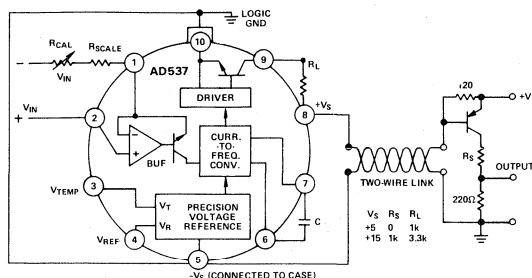 LOGIC
GND
10
RCAL
RSCALE
VIN
1
AD537
9
RL
DRIVER
8
+VS
VIN
2
BUF
CURR.
-TO-
FREQ.
CONV.
7
3
VTEMP
VT
VR
PRECISION
VOLTAGE
REFERENCE
C
4
VREF
5
6
-VS (CONNECTED TO CASE)
TWO-WIRE LINK
VS RS RL
+5 0 1k
+15 1k 3.3k
120
+V
RS
OUTPUT
220Ω